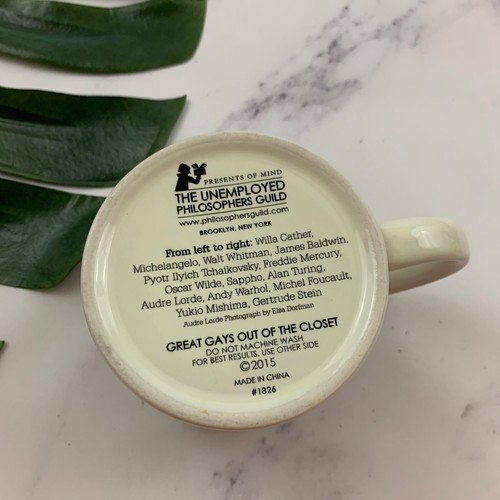 PRESENTS OF MIND
THE UNEMPLOYED
PHILOSOPHERS GUILD
www.philosophersguild.com
BROOKLYN, NEW YORK
From left to right: Willa Cather,
Michelangelo, Walt Whitman, James Baldwin,
Pyotr Ilyich Tchaikovsky, Freddie Mercury,
Oscar Wilde, Sappho, Alan Turing,
Audre Lorde, Andy Warhol, Michel Foucault,
Yukio Mishima, Gertrude Stein
Audre Lorde Photograph by Elsa Dorfman
GREAT GAYS OUT OF THE CLOSET
DO NOT MACHINE WASH
FOR BEST RESULTS, USE OTHER SIDE
©2015
MADE IN CHINA
#1826